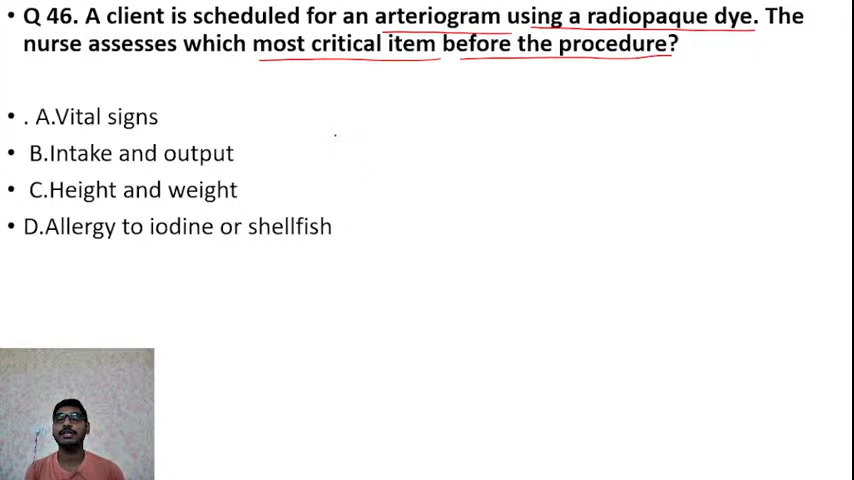 • Q 46. A client is scheduled for an arteriogram using a radiopaque dye. The
nurse assesses which most critical item before the procedure?
• . A.Vital signs
• B.Intake and output
• C.Height and weight
• D.Allergy to iodine or shellfish